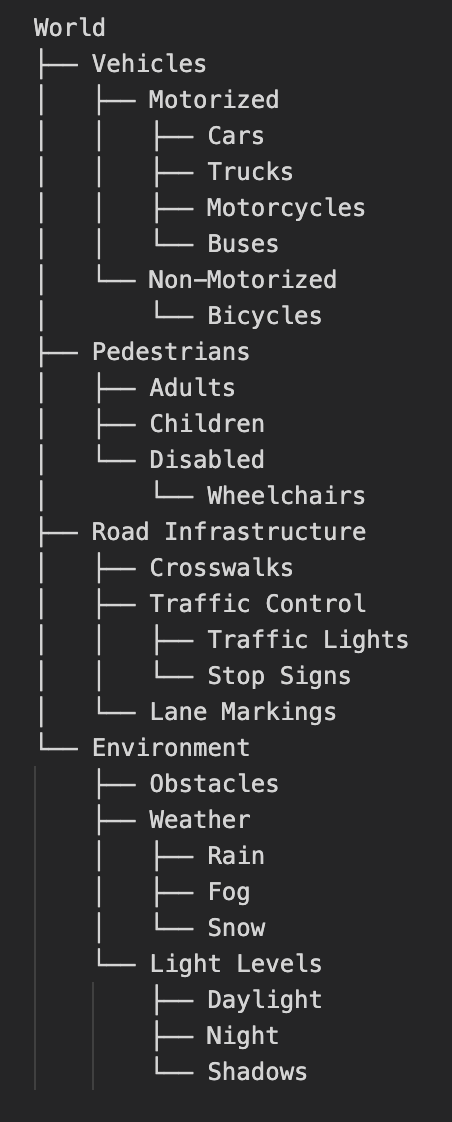 World
├── Vehicles
│   ├── Motorized
│   │   ├── Cars
│   │   ├── Trucks
│   │   ├── Motorcycles
│   │   └── Buses
│   └── Non-Motorized
│       └── Bicycles
├── Pedestrians
│   ├── Adults
│   ├── Children
│   └── Disabled
│       └── Wheelchairs
├── Road Infrastructure
│   ├── Crosswalks
│   ├── Traffic Control
│   │   ├── Traffic Lights
│   │   └── Stop Signs
│   └── Lane Markings
└── Environment
    ├── Obstacles
    ├── Weather
    │   ├── Rain
    │   ├── Fog
    │   └── Snow
    └── Light Levels
        ├── Daylight
        ├── Night
        └── Shadows